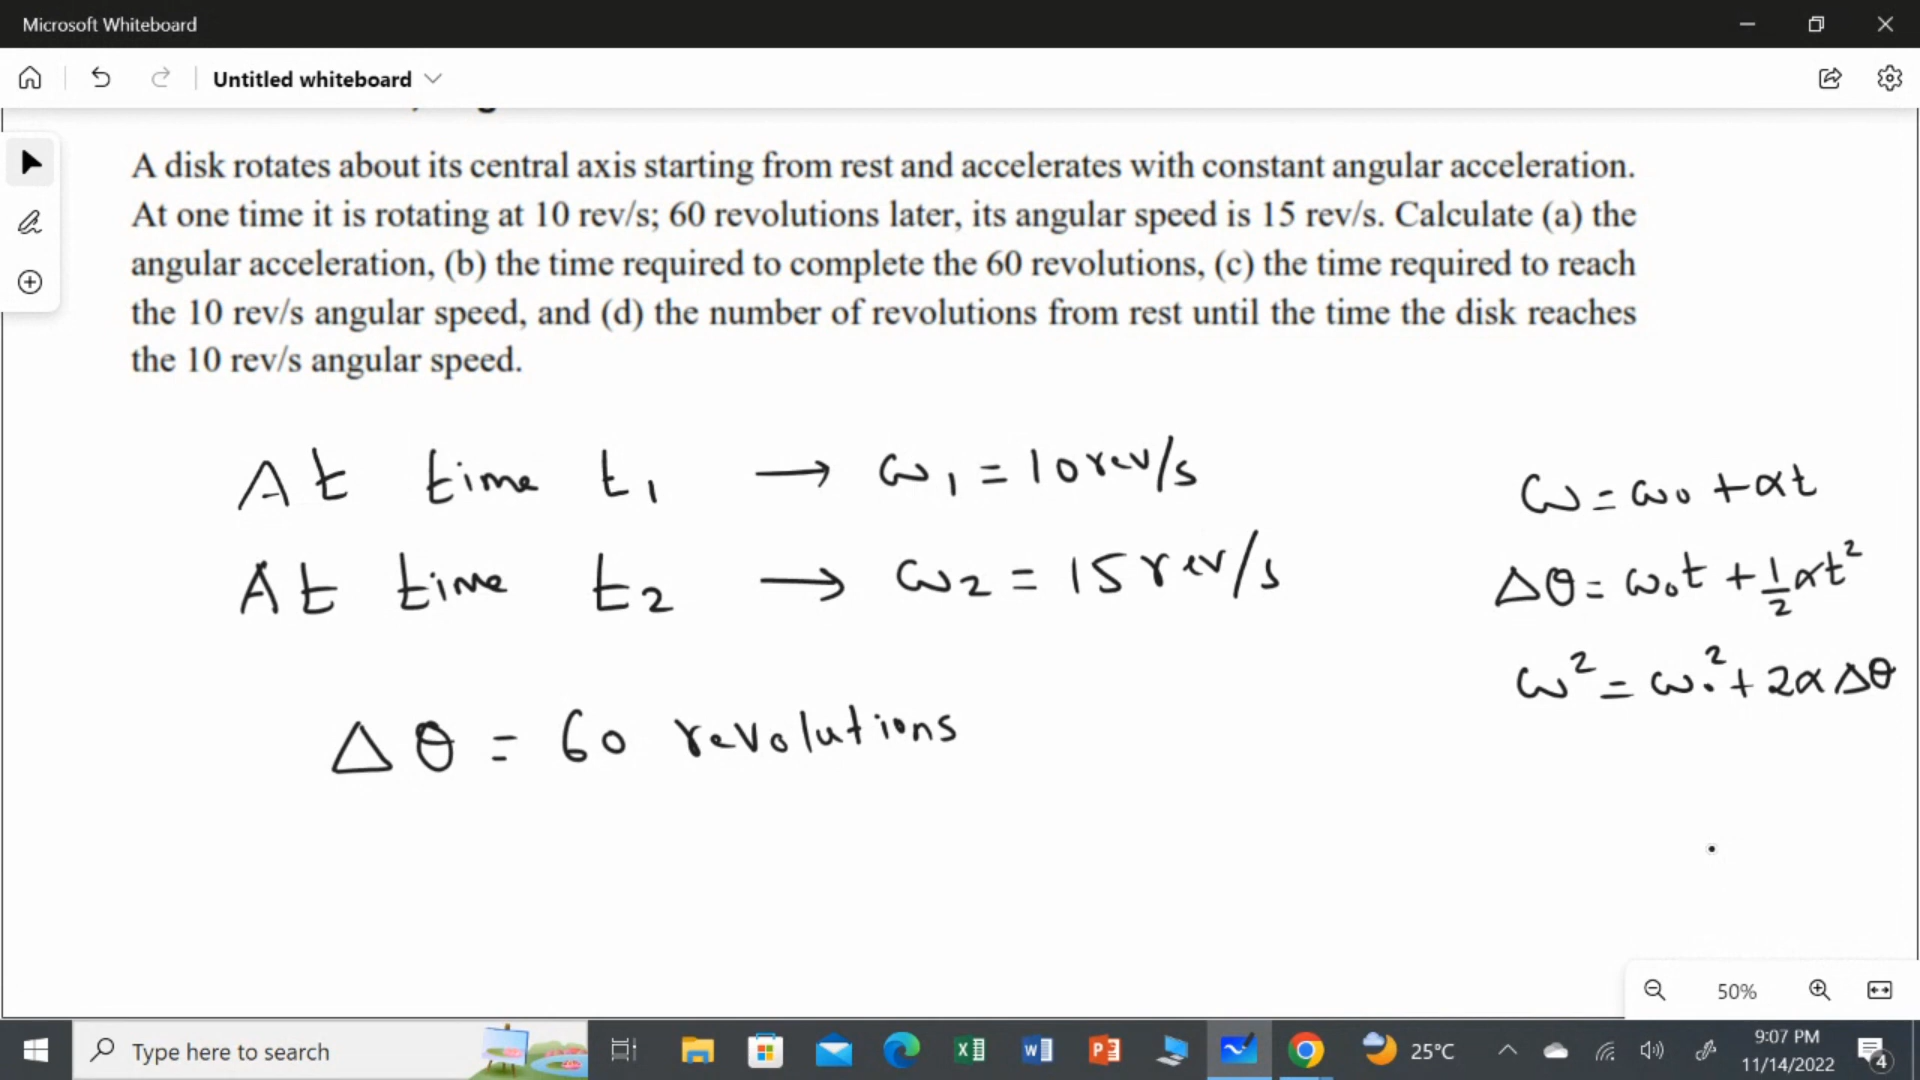 Microsoft Whiteboard
Untitled whiteboard
A disk rotates about its central axis starting from rest and accelerates with constant angular acceleration.
At one time it is rotating at 10 rev/s; 60 revolutions later, its angular speed is 15 rev/s. Calculate (a) the
angular acceleration, (b) the time required to complete the 60 revolutions, (c) the time required to reach
the 10 rev/s angular speed, and (d) the number of revolutions from rest until the time the disk reaches
the 10 rev/s angular speed.
At time t₁ → ω₁ = 10 rev/s
ω = ω₀ + αt
At time t₂ → ω₂ = 15 rev/s
Δθ = ω₀t + ½αt²
ω² = ω₀² + 2αΔθ
Δθ = 60 revolutions
50%
Type here to search
25°C
9:07 PM
11/14/2022
4